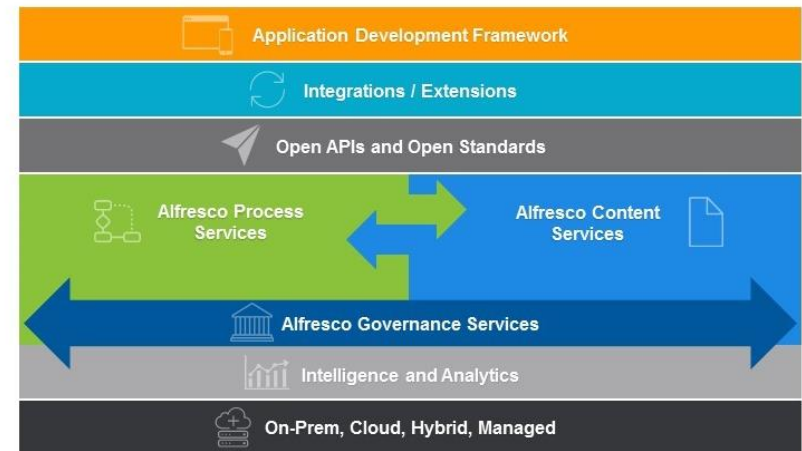 Application Development Framework
Integrations / Extensions
Open APIs and Open Standards
Alfresco Process
Services
Alfresco Content
Services
Alfresco Governance Services
Intelligence and Analytics
On-Prem, Cloud, Hybrid, Managed